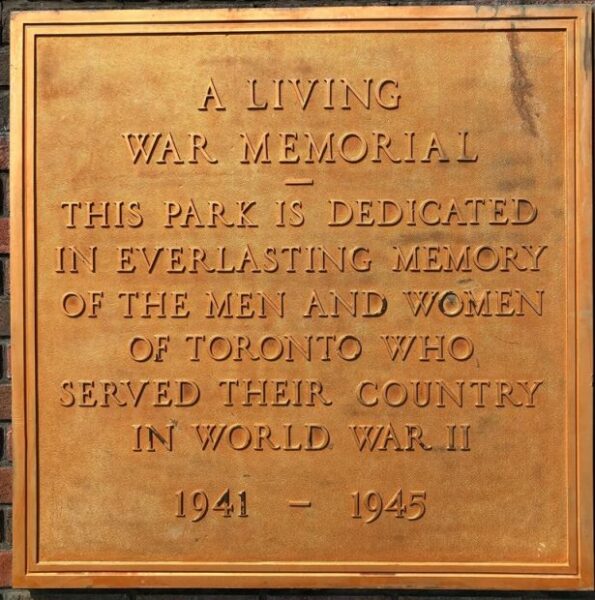 A LIVING
WAR MEMORIAL
—
THIS PARK IS DEDICATED
IN EVERLASTING MEMORY
OF THE MEN AND WOMEN
OF TORONTO WHO
SERVED THEIR COUNTRY
IN WORLD WAR II
1941 – 1945